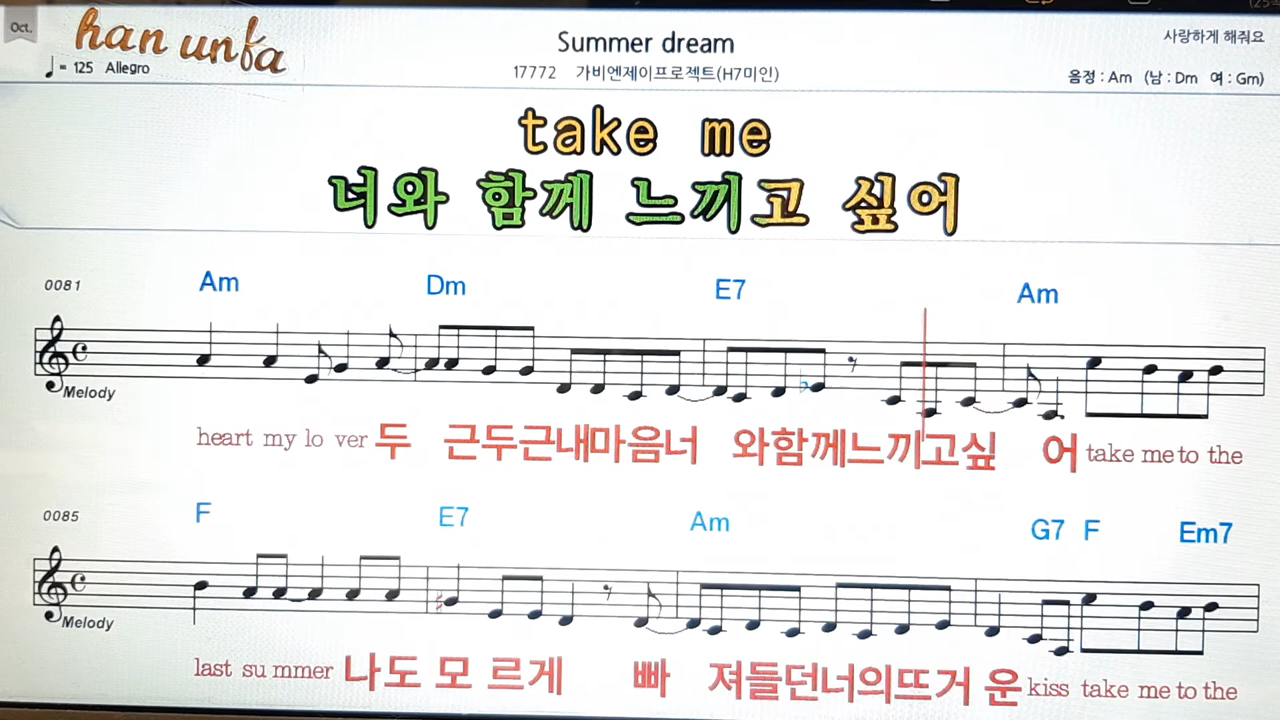 Oct.
han unfa
♩ = 125 Allegro
Summer dream
17772 가비엔제이프로젝트(H7미인)
사랑하게 해줘요
음정 : Am (남 : Dm 여 : Gm)
take me
너와 함께 느끼고 싶어
0081
Am Dm E7 Am
Melody
heart my lo ver 두 근두근내마음너 와함께느끼고싶 어 take me to the
0085
F E7 Am G7 F Em7
Melody
last su mmer 나도 모 르게 빠 져들던너의뜨거 운 kiss take me to the